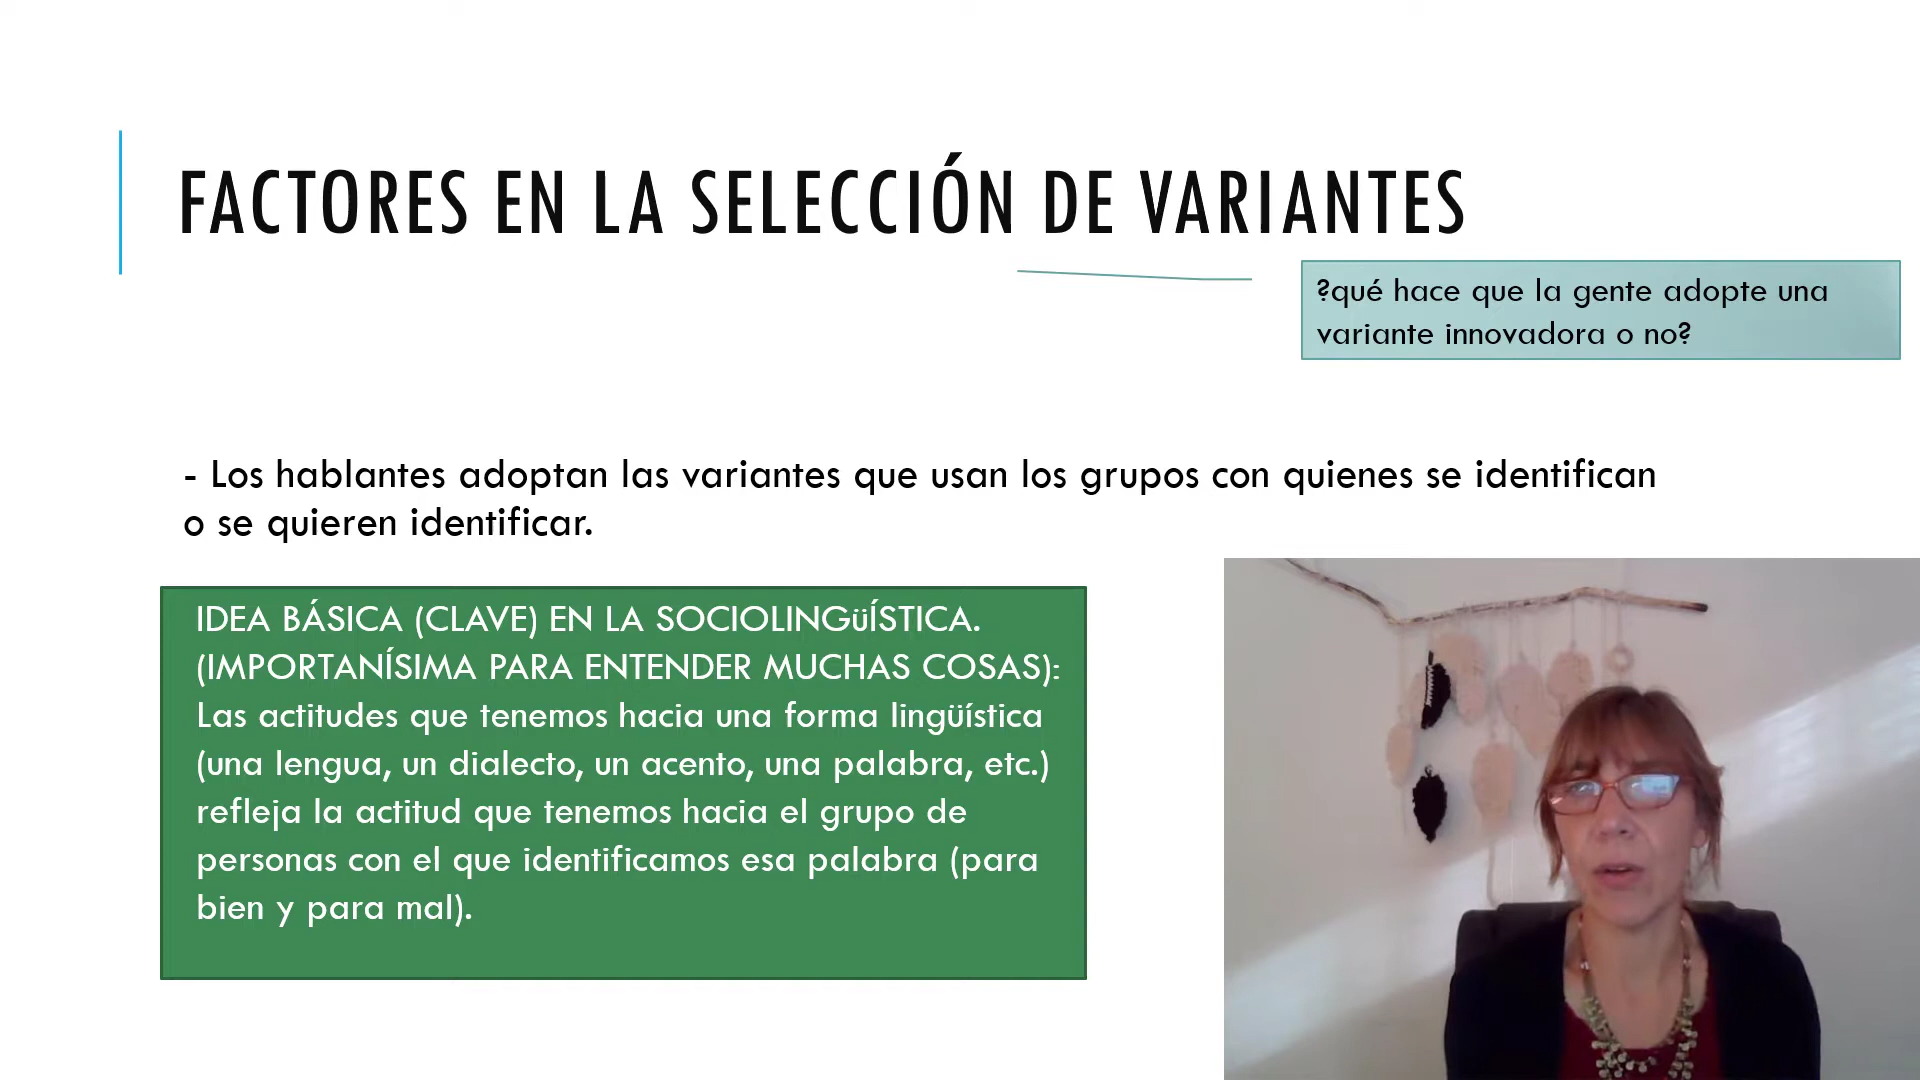 FACTORES EN LA SELECCIÓN DE VARIANTES
?qué hace que la gente adopte una
variante innovadora o no?
- Los hablantes adoptan las variantes que usan los grupos con quienes se identifican
o se quieren identificar.
IDEA BÁSICA (CLAVE) EN LA SOCIOLINGüÍSTICA.
(IMPORTANÍSIMA PARA ENTENDER MUCHAS COSAS):
Las actitudes que tenemos hacia una forma lingüística
(una lengua, un dialecto, un acento, una palabra, etc.)
refleja la actitud que tenemos hacia el grupo de
personas con el que identificamos esa palabra (para
bien y para mal).